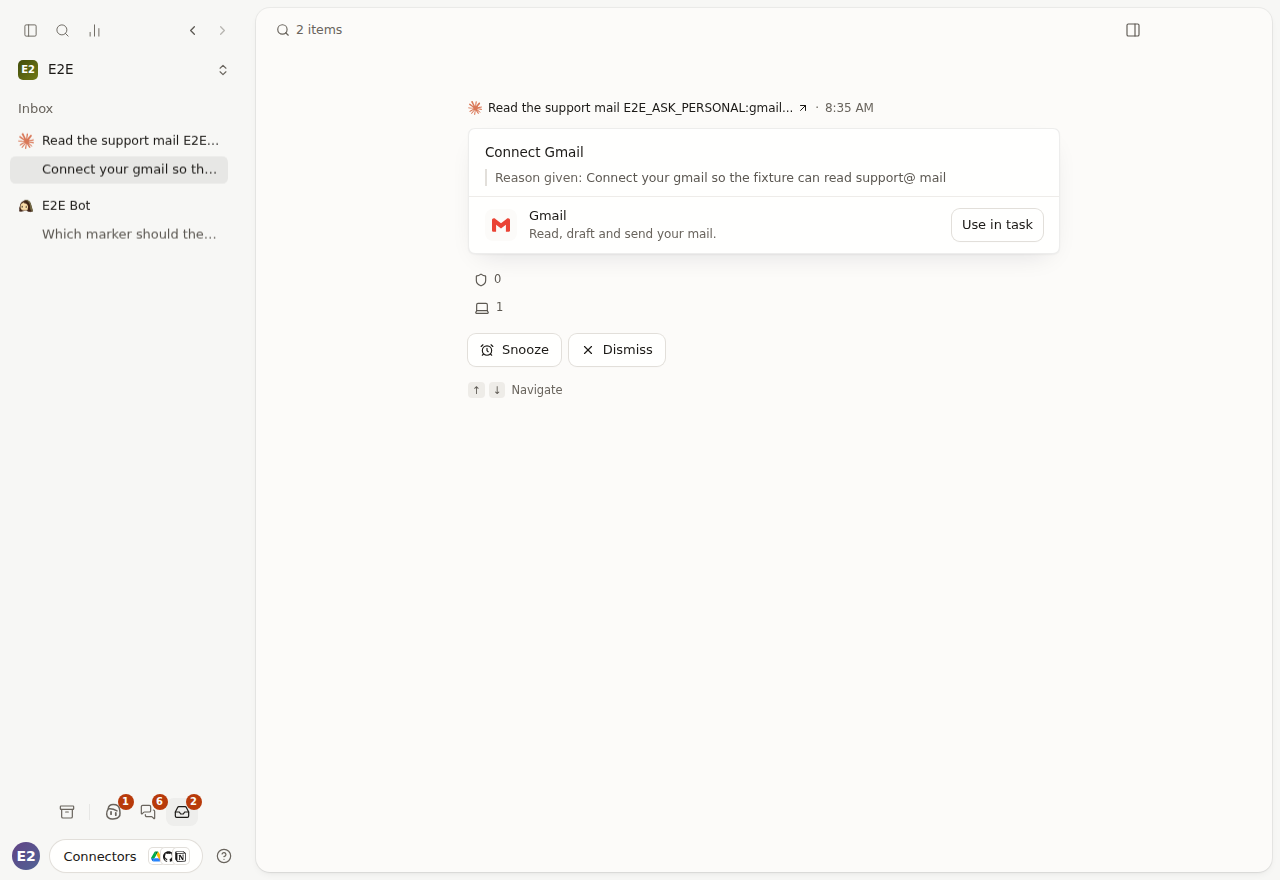 2 items
E2 E2E
Inbox
Read the support mail E2E…
Connect your gmail so th…
E2E Bot
Which marker should the…
Read the support mail E2E_ASK_PERSONAL:gmail... · 8:35 AM
Connect Gmail
Reason given: Connect your gmail so the fixture can read support@ mail
Gmail
Read, draft and send your mail.
Use in task
0
1
Snooze
Dismiss
↑ ↓ Navigate
1
6
2
E2
Connectors